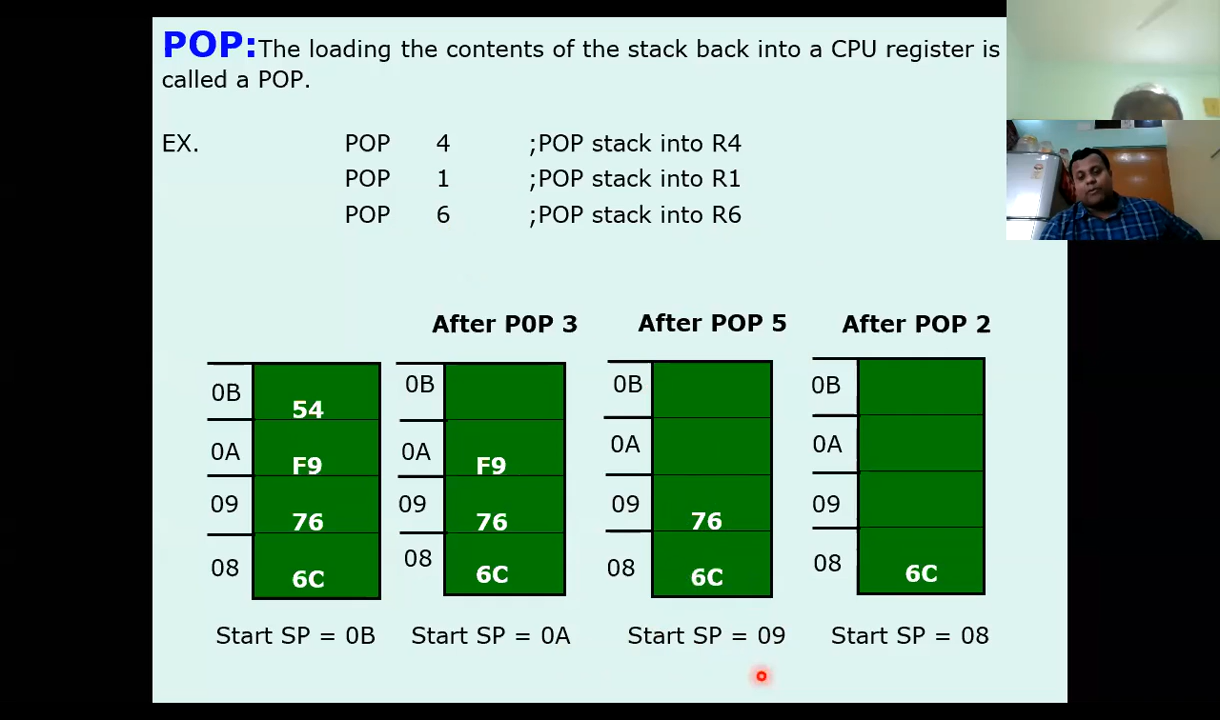 POP:The loading the contents of the stack back into a CPU register is
called a POP.
EX. POP 4 ;POP stack into R4
POP 1 ;POP stack into R1
POP 6 ;POP stack into R6
After P0P 3 After POP 5 After POP 2
0B 54 0B 0B 0B
0A F9 0A F9 0A 0A
09 76 09 76 09 76 09
08 6C 08 6C 08 6C 08 6C
Start SP = 0B Start SP = 0A Start SP = 09 Start SP = 08